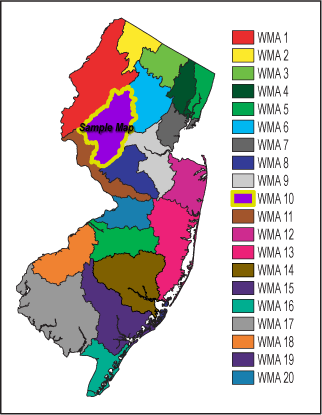 Sample Map
WMA 1
WMA 2
WMA 3
WMA 4
WMA 5
WMA 6
WMA 7
WMA 8
WMA 9
WMA 10
WMA 11
WMA 12
WMA 13
WMA 14
WMA 15
WMA 16
WMA 17
WMA 18
WMA 19
WMA 20